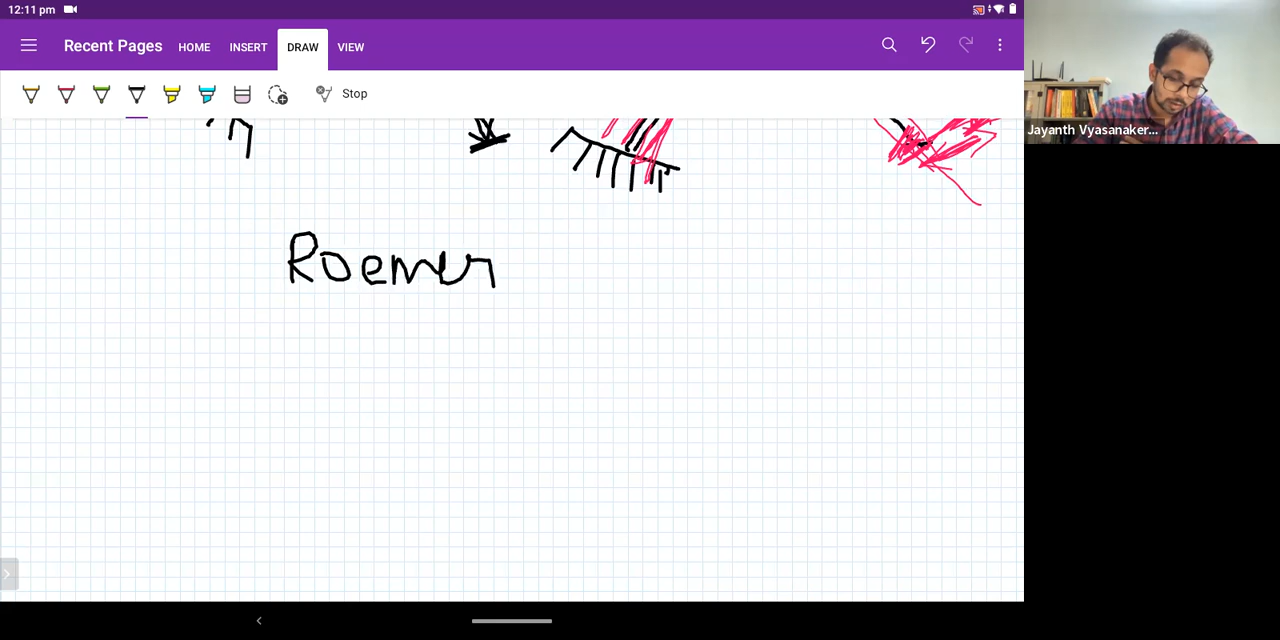 12:11 pm
Recent Pages HOME INSERT DRAW VIEW
Stop
Jayanth Vyasanaker...
Roemer